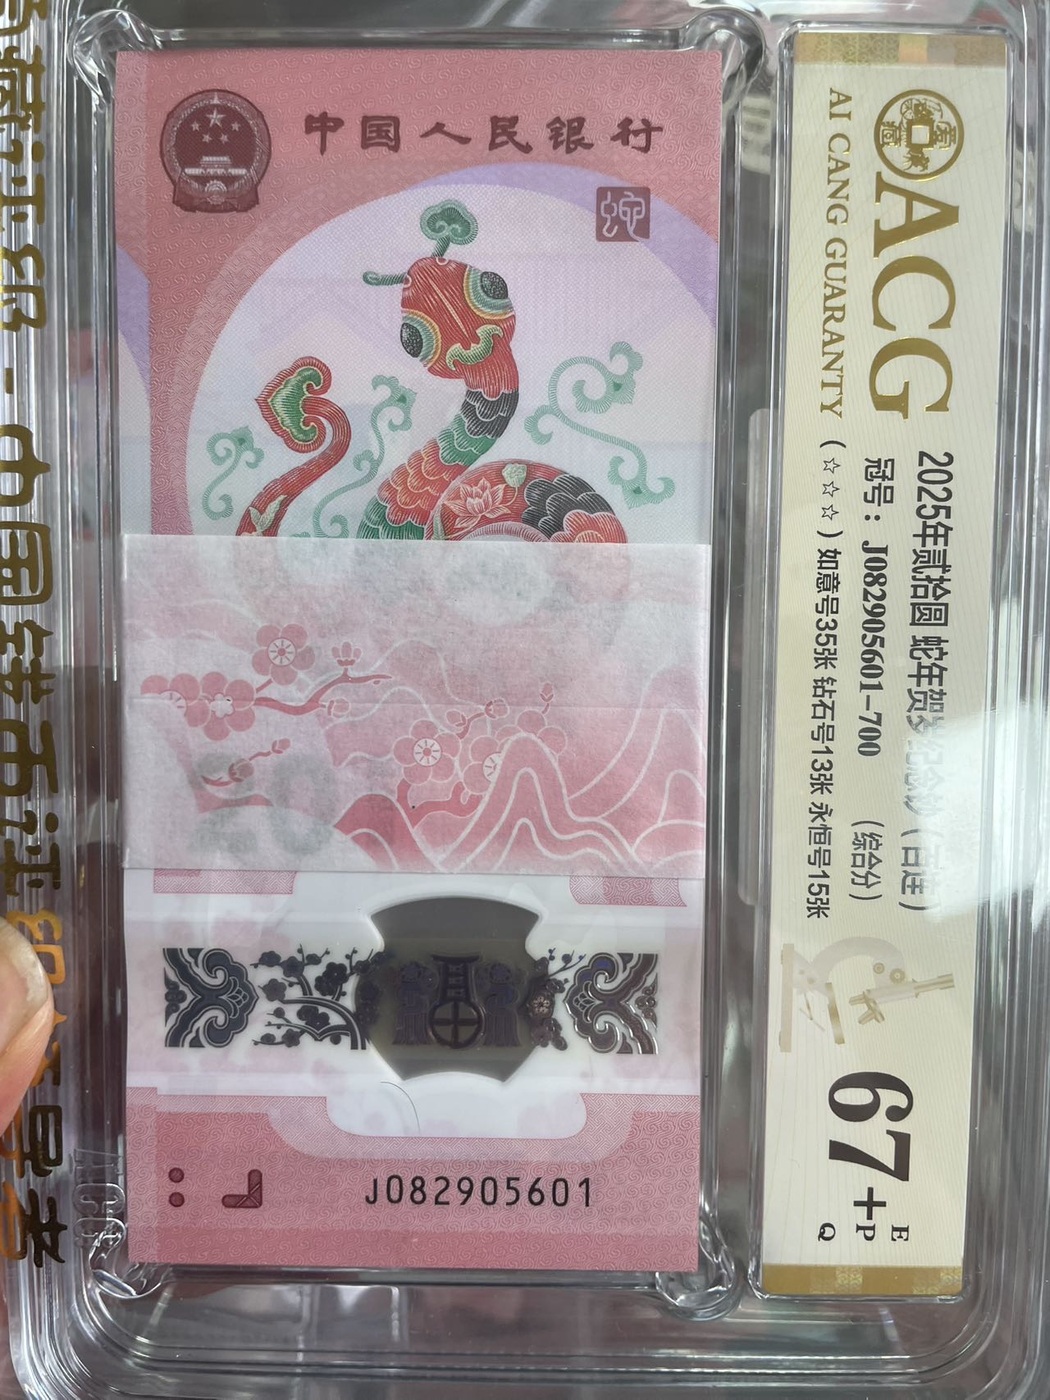 中国人民银行
蛇
J082905601
ACG
AI CANG GUARANTY
2025年贰拾圆 蛇年贺岁纪念钞（百连）
冠号：J082905601-700 （综合分）
（☆☆☆）如意号35张 钻石号13张 永恒号15张
67+
E
P
Q